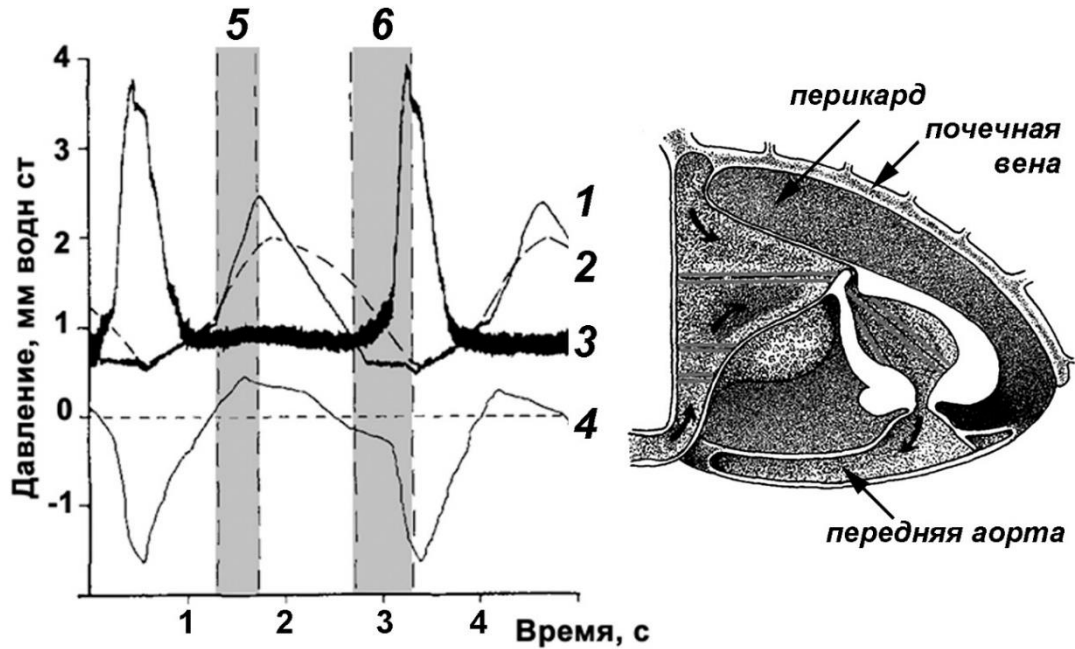 5
6
4
3
2
1
0
-1
Давление, мм водн ст
1
2
3
4
1
2
3
4
Время, с
перикард
почечная
вена
передняя аорта